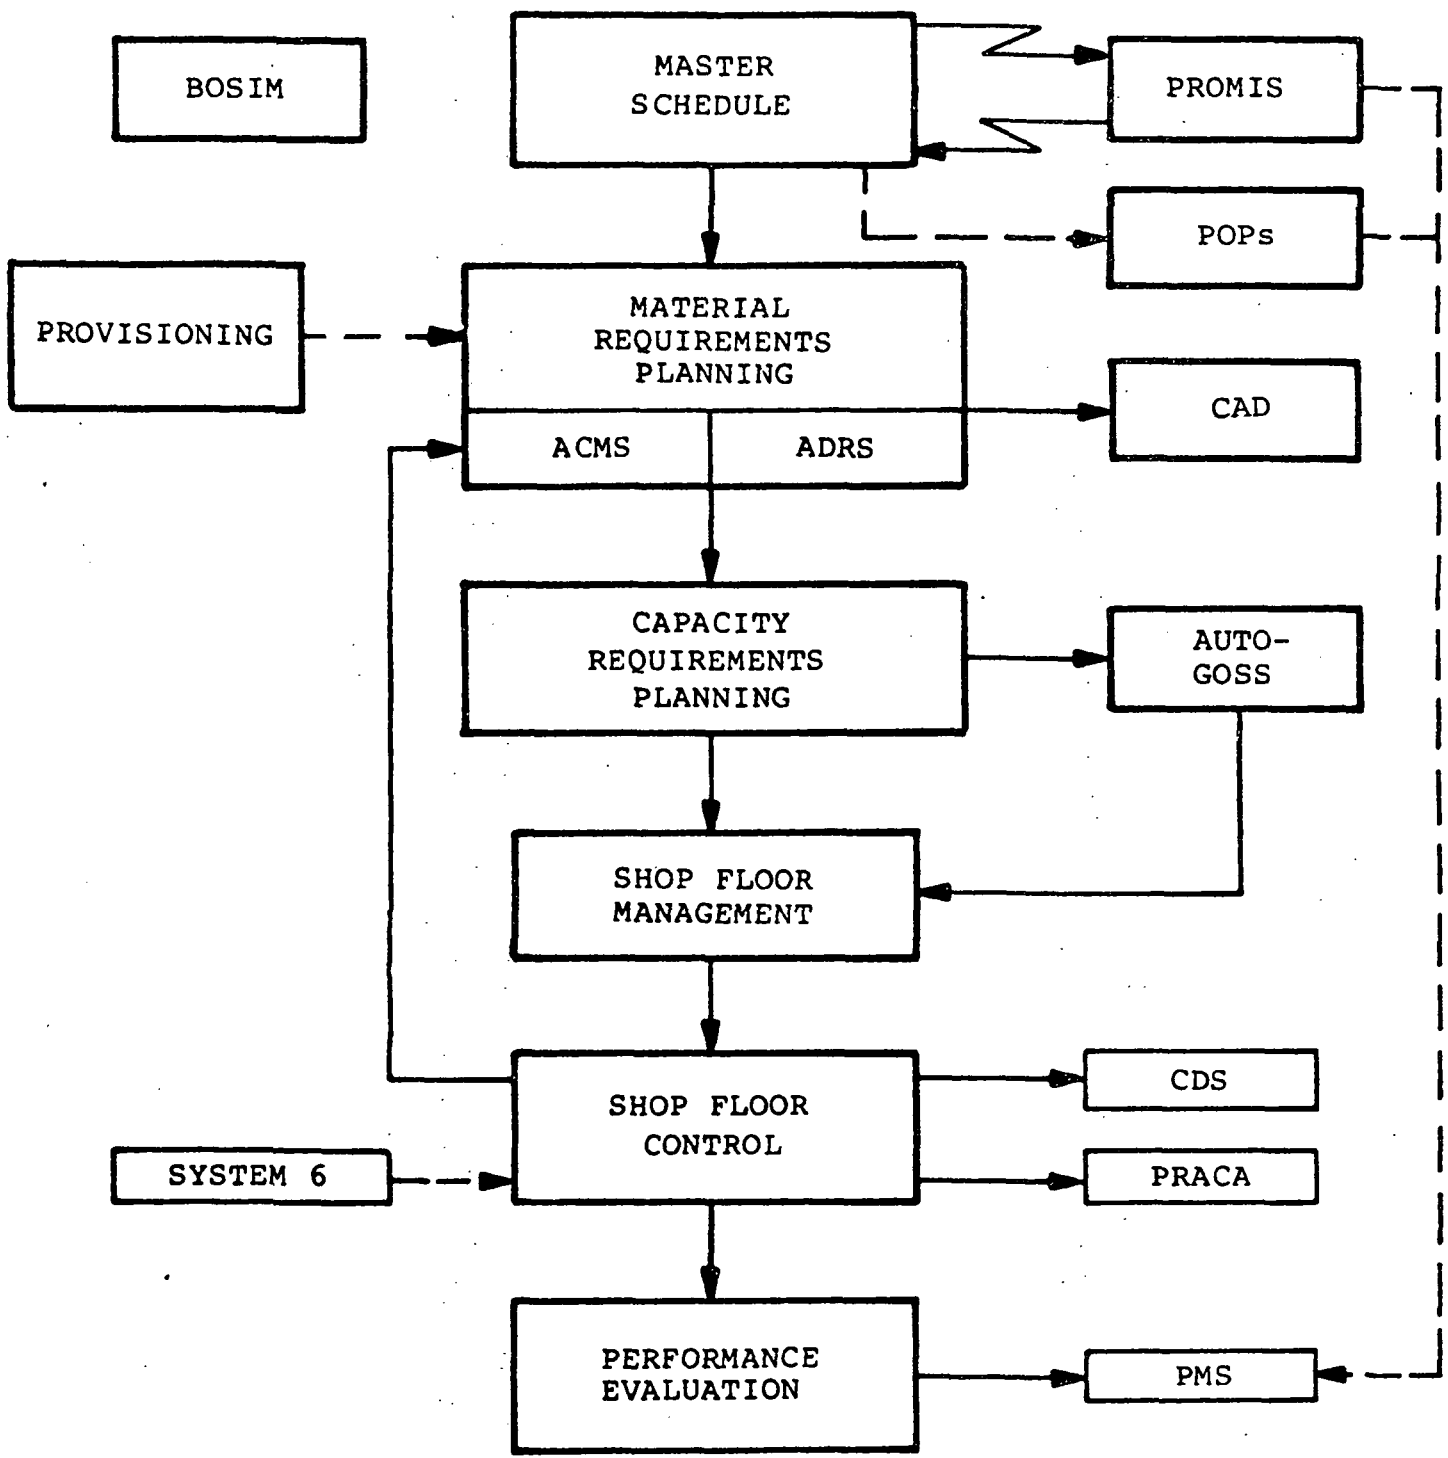 BOSIM
MASTER
SCHEDULE
PROMIS
POPs
PROVISIONING
MATERIAL
REQUIREMENTS
PLANNING
ACMS
ADRS
CAD
CAPACITY
REQUIREMENTS
PLANNING
AUTO-
GOSS
SHOP FLOOR
MANAGEMENT
SHOP FLOOR
CONTROL
CDS
SYSTEM 6
PRACA
PERFORMANCE
EVALUATION
PMS